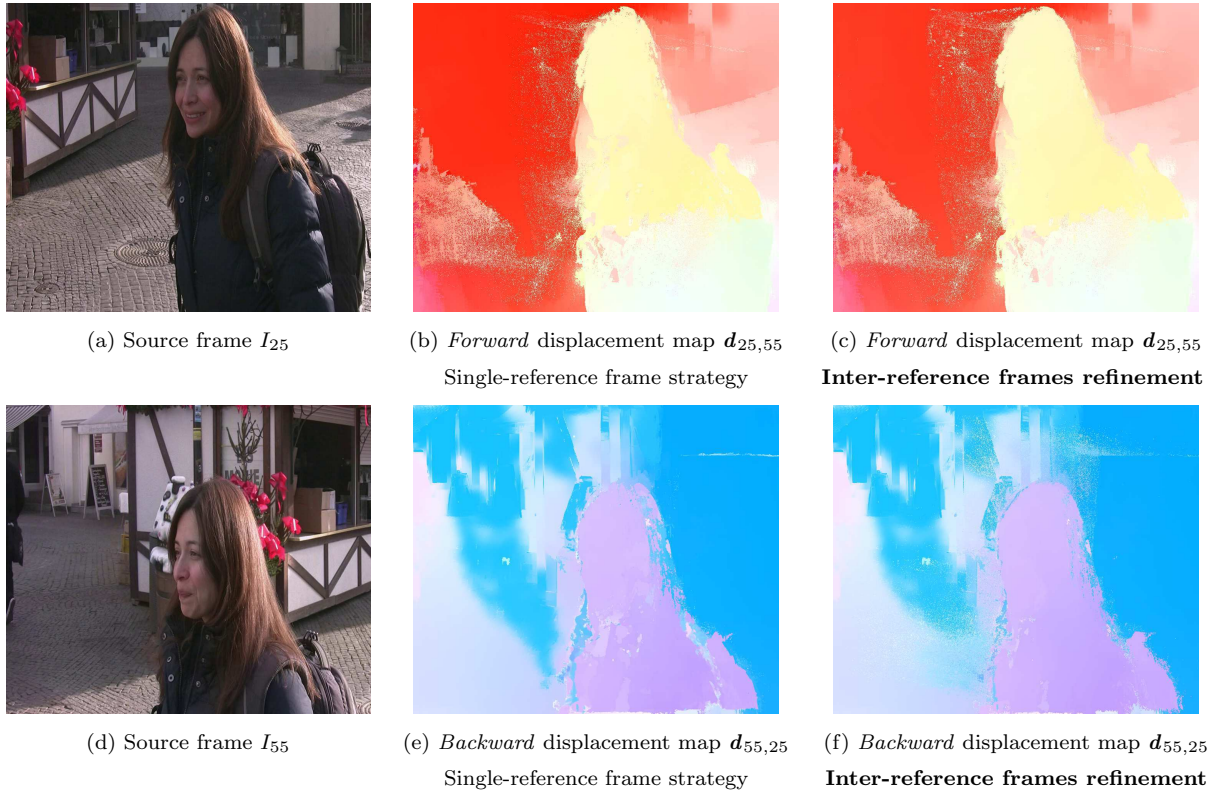 (a) Source frame I₂₅
(b) Forward displacement map d₂₅,₅₅
Single-reference frame strategy
(c) Forward displacement map d₂₅,₅₅
Inter-reference frames refinement
(d) Source frame I₅₅
(e) Backward displacement map d₅₅,₂₅
Single-reference frame strategy
(f) Backward displacement map d₅₅,₂₅
Inter-reference frames refinement